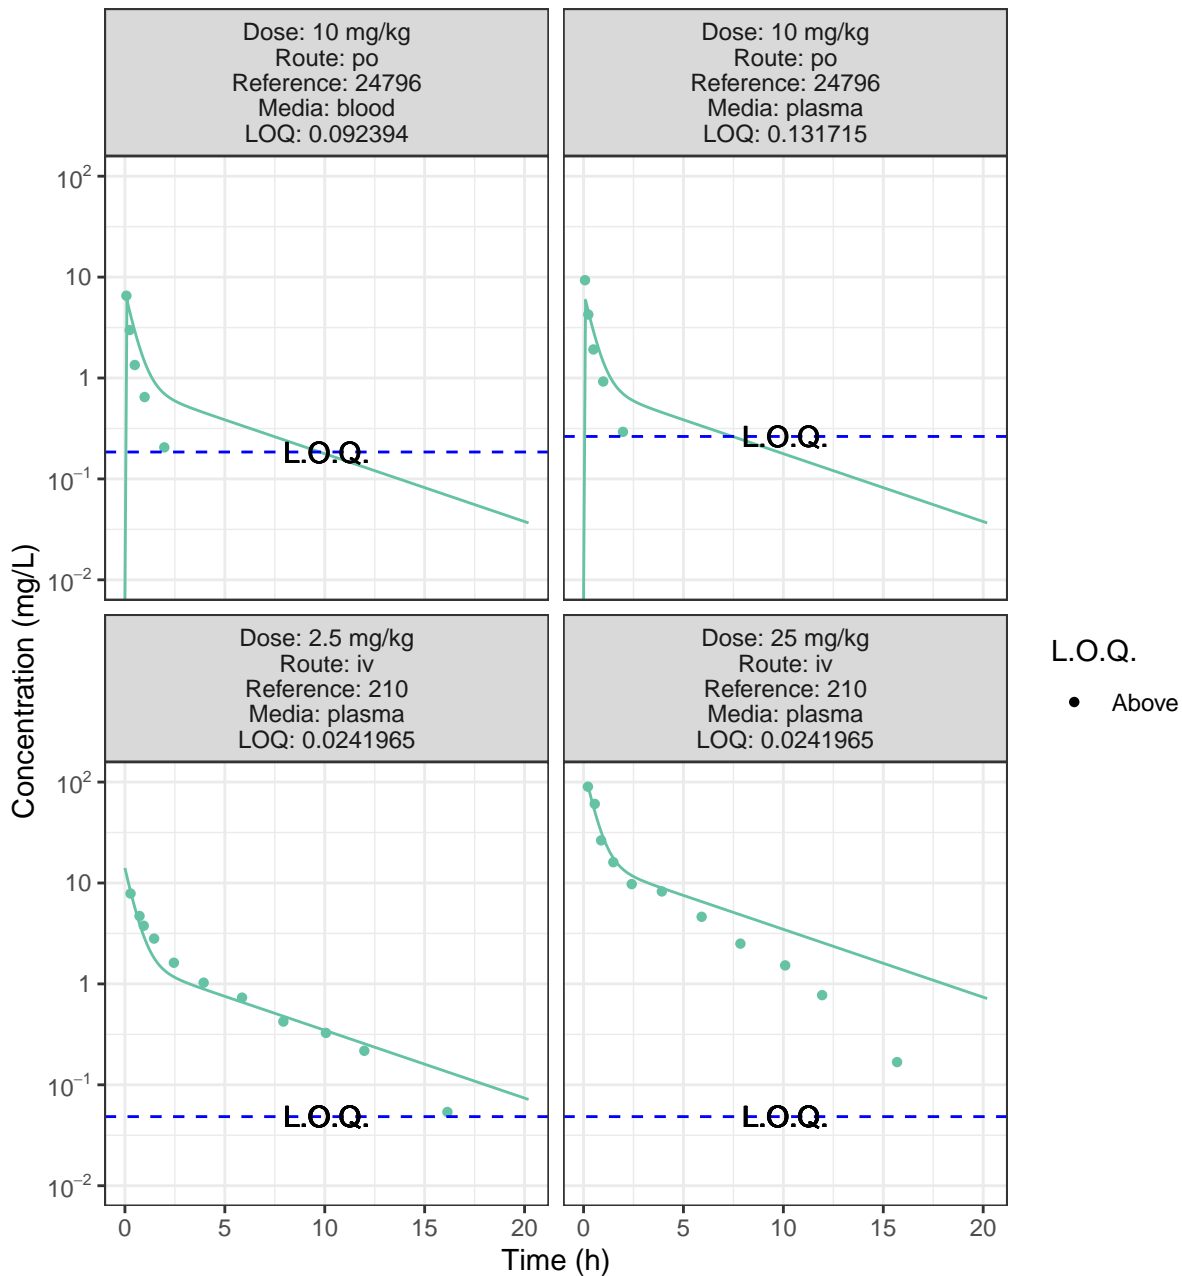 Dose: 10 mg/kg
Route: po
Reference: 24796
Media: blood
LOQ: 0.092394
Dose: 10 mg/kg
Route: po
Reference: 24796
Media: plasma
LOQ: 0.131715
10²
10
1
10⁻¹
10⁻²
L.O.Q.
L.O.Q.
Concentration (mg/L)
Dose: 2.5 mg/kg
Route: iv
Reference: 210
Media: plasma
LOQ: 0.0241965
Dose: 25 mg/kg
Route: iv
Reference: 210
Media: plasma
LOQ: 0.0241965
10²
10
1
10⁻¹
10⁻²
L.O.Q.
L.O.Q.
0 5 10 15 20
0 5 10 15 20
Time (h)
L.O.Q.
Above